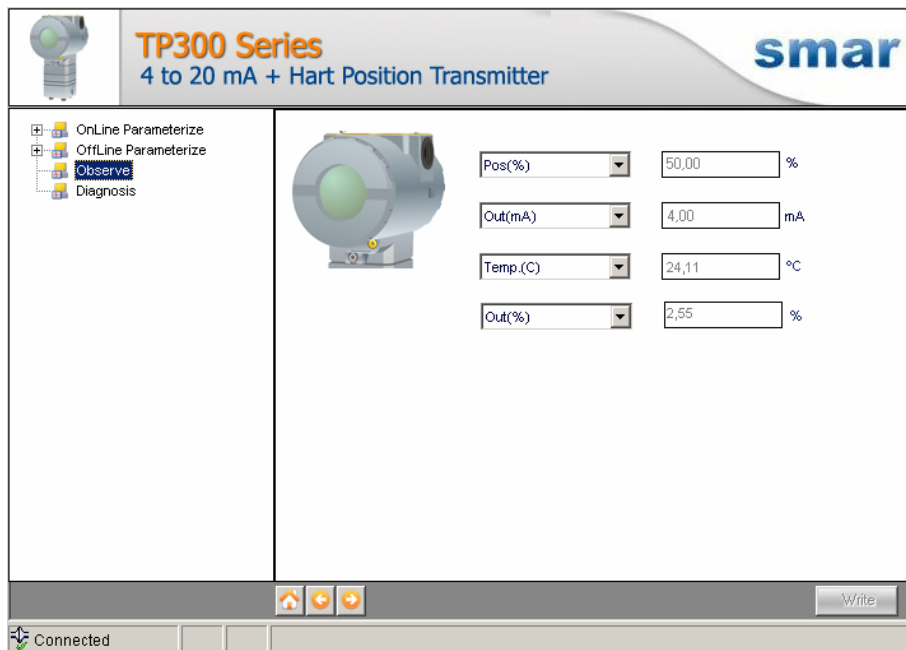 TP300 Series
4 to 20 mA + Hart Position Transmitter
smar
OnLine Parameterize
OffLine Parameterize
Observe
Diagnosis
Pos(%) 50,00 %
Out(mA) 4,00 mA
Temp.(C) 24,11 °C
Out(%) 2,55 %
Write
Connected